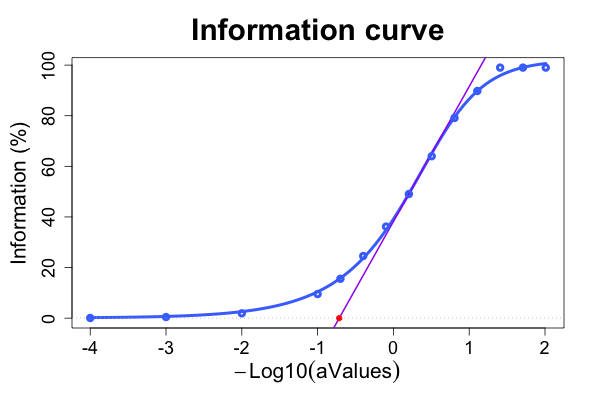 Information curve
Information (%)
100
80
60
40
20
0
-4 -3 -2 -1 0 1 2
−Log10(aValues)